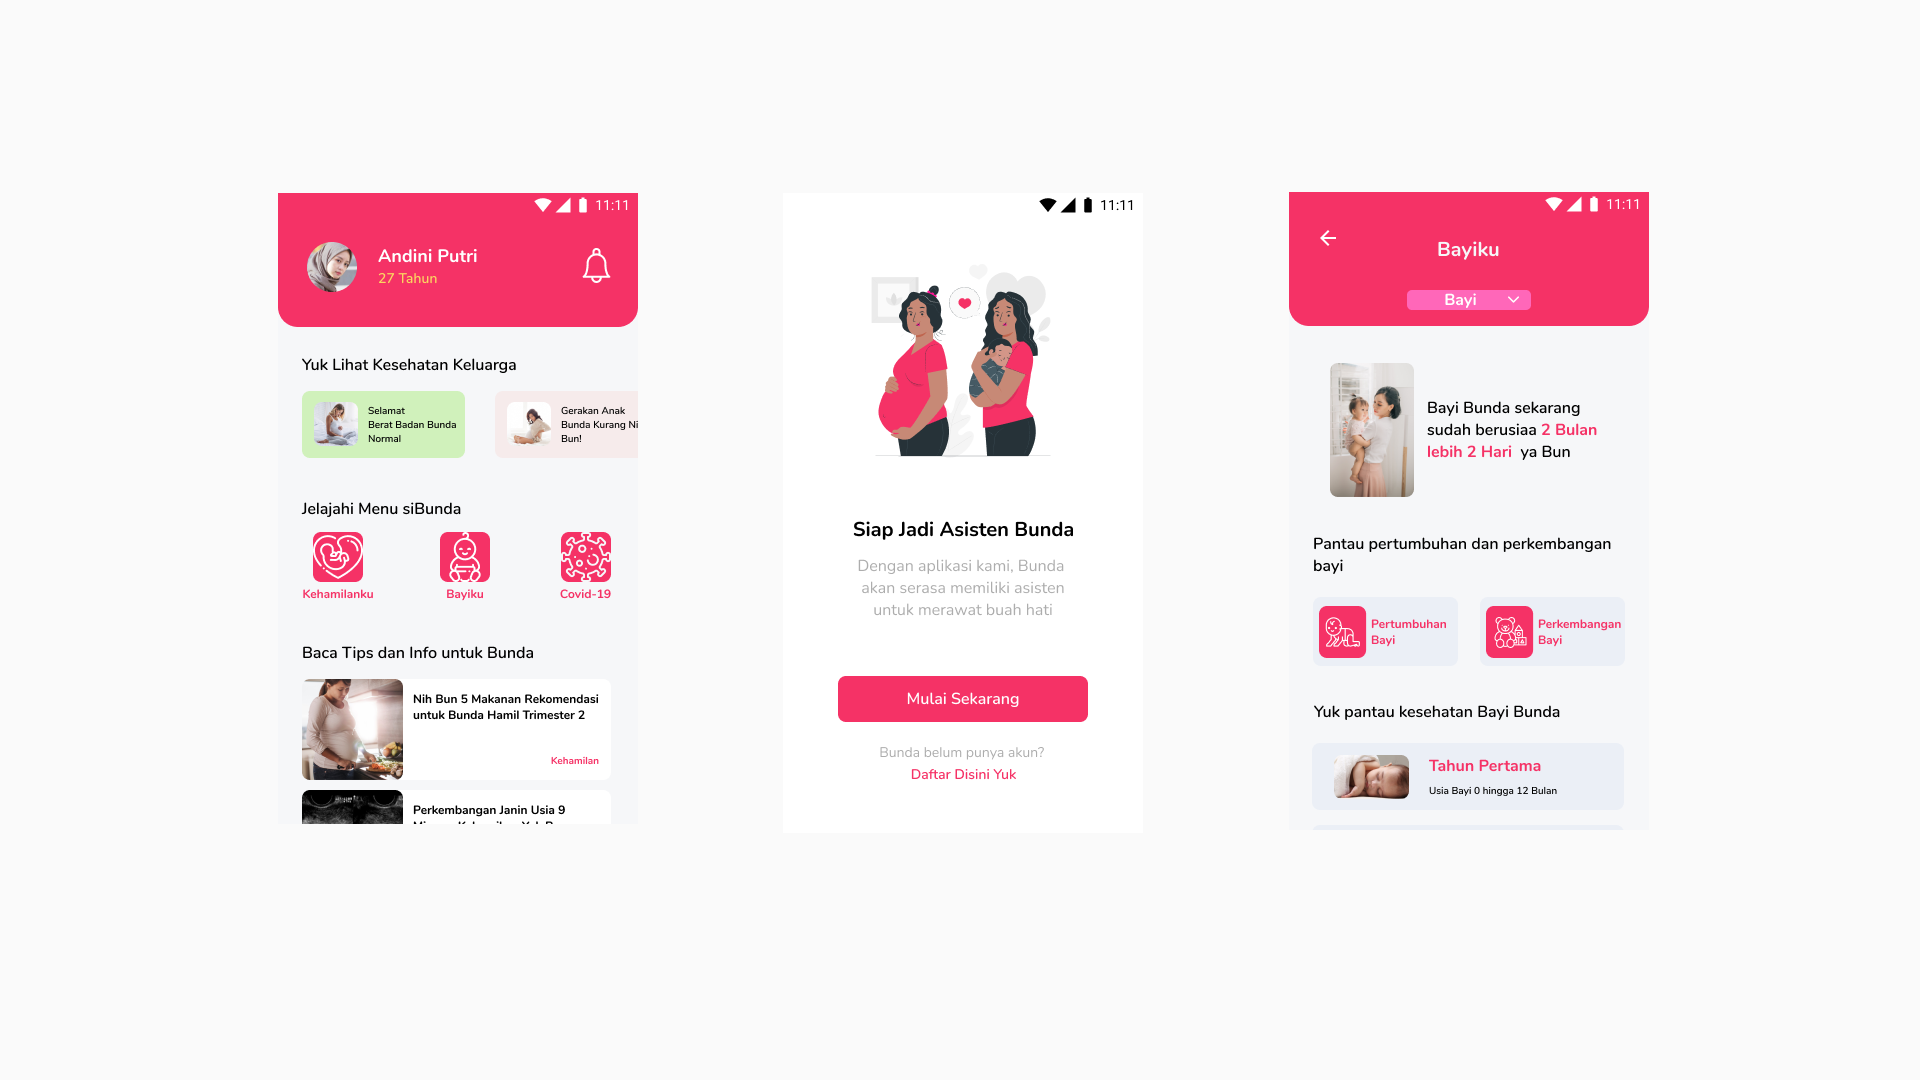 11:11
Andini Putri
27 Tahun
Yuk Lihat Kesehatan Keluarga
Selamat
Berat Badan Bunda
Normal
Gerakan Anak
Bunda Kurang Ni
Bun!
Jelajahi Menu siBunda
Kehamilanku
Bayiku
Covid-19
Baca Tips dan Info untuk Bunda
Nih Bun 5 Makanan Rekomendasi
untuk Bunda Hamil Trimester 2
Kehamilan
Perkembangan Janin Usia 9
11:11
Siap Jadi Asisten Bunda
Dengan aplikasi kami, Bunda
akan serasa memiliki asisten
untuk merawat buah hati
Mulai Sekarang
Bunda belum punya akun?
Daftar Disini Yuk
11:11
Bayiku
Bayi
Bayi Bunda sekarang
sudah berusiaa 2 Bulan
lebih 2 Hari ya Bun
Pantau pertumbuhan dan perkembangan
bayi
Pertumbuhan
Bayi
Perkembangan
Bayi
Yuk pantau kesehatan Bayi Bunda
Tahun Pertama
Usia Bayi 0 hingga 12 Bulan